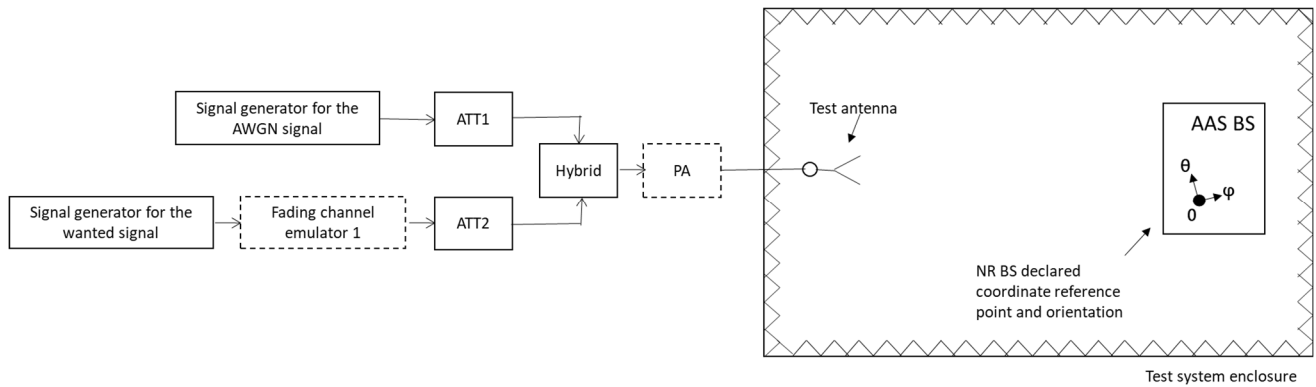 Signal generator for the
AWGN signal
ATT1
Hybrid
PA
Signal generator for the
wanted signal
Fading channel
emulator 1
ATT2
Test antenna
AAS BS
θ
φ
0
NR BS declared
coordinate reference
point and orientation
Test system enclosure